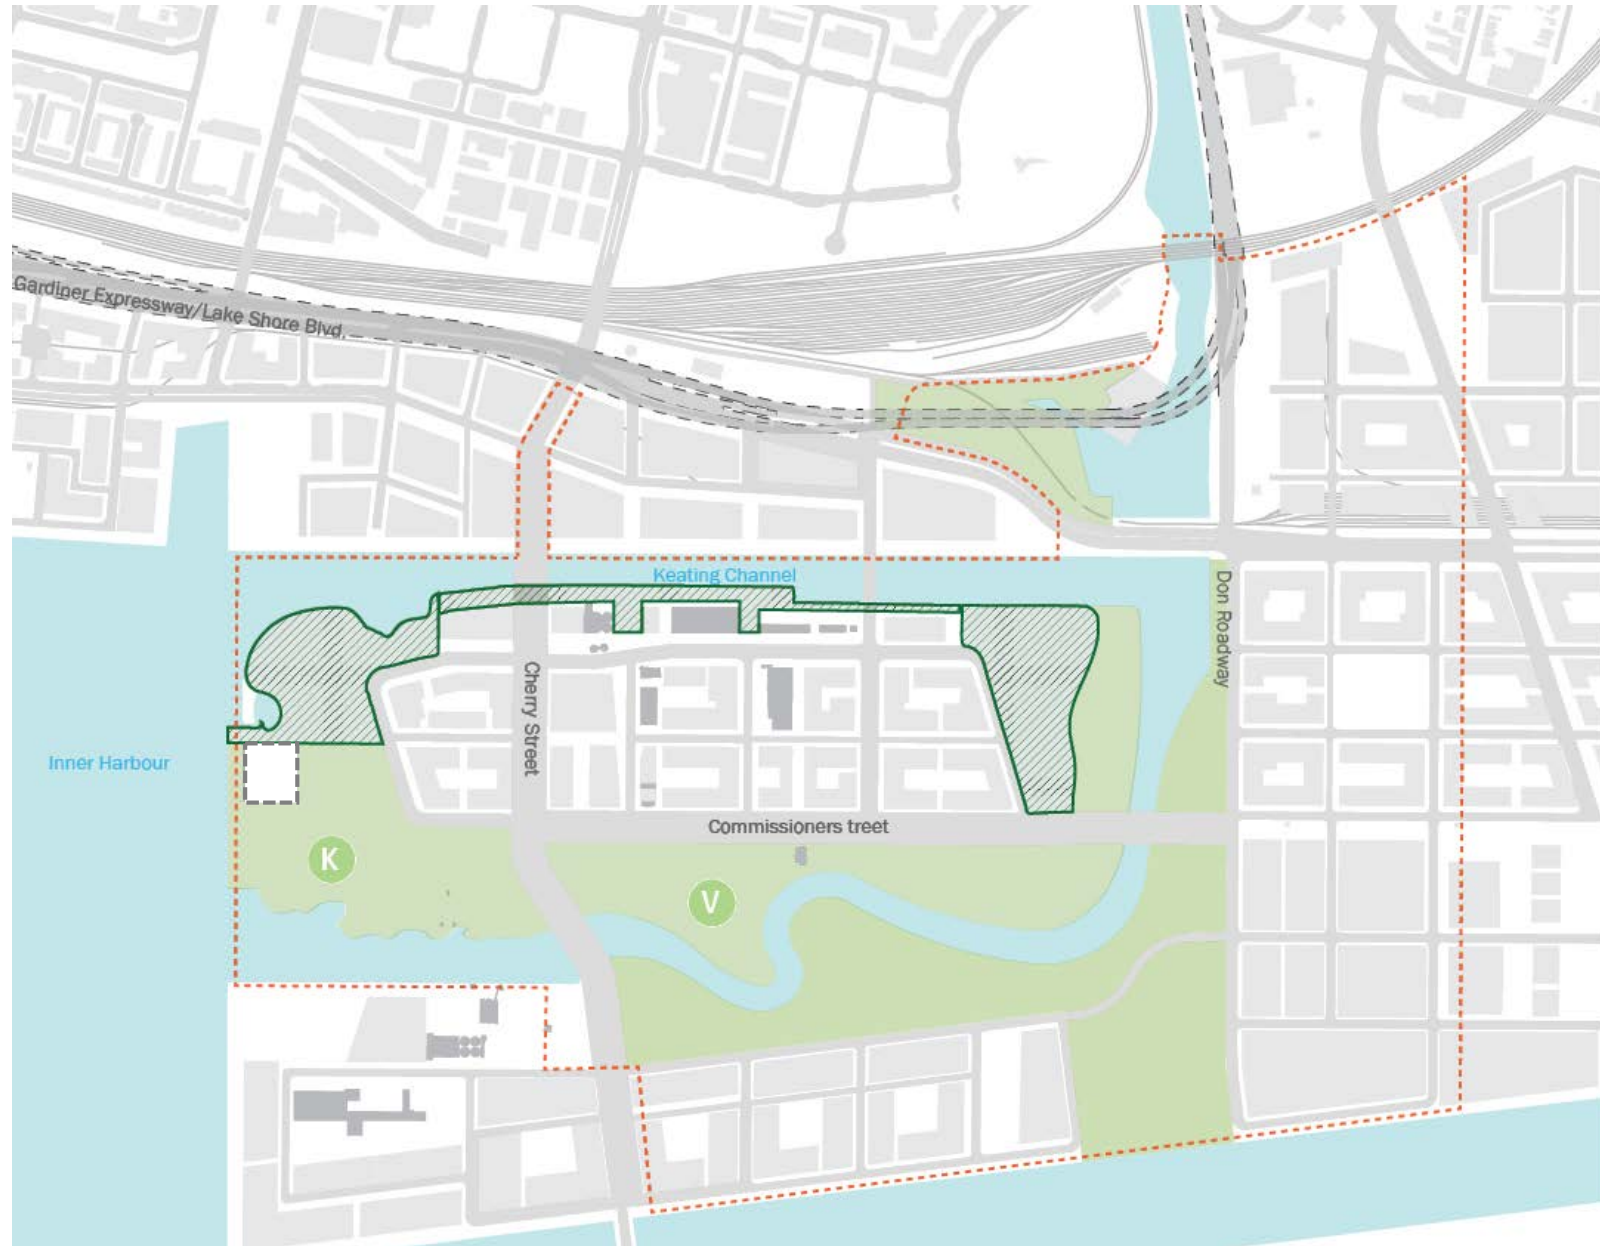 Gardiner Expressway/Lake Shore Blvd.
Keating Channel
Don Roadway
Cherry Street
Inner Harbour
Commissioners treet
K
V